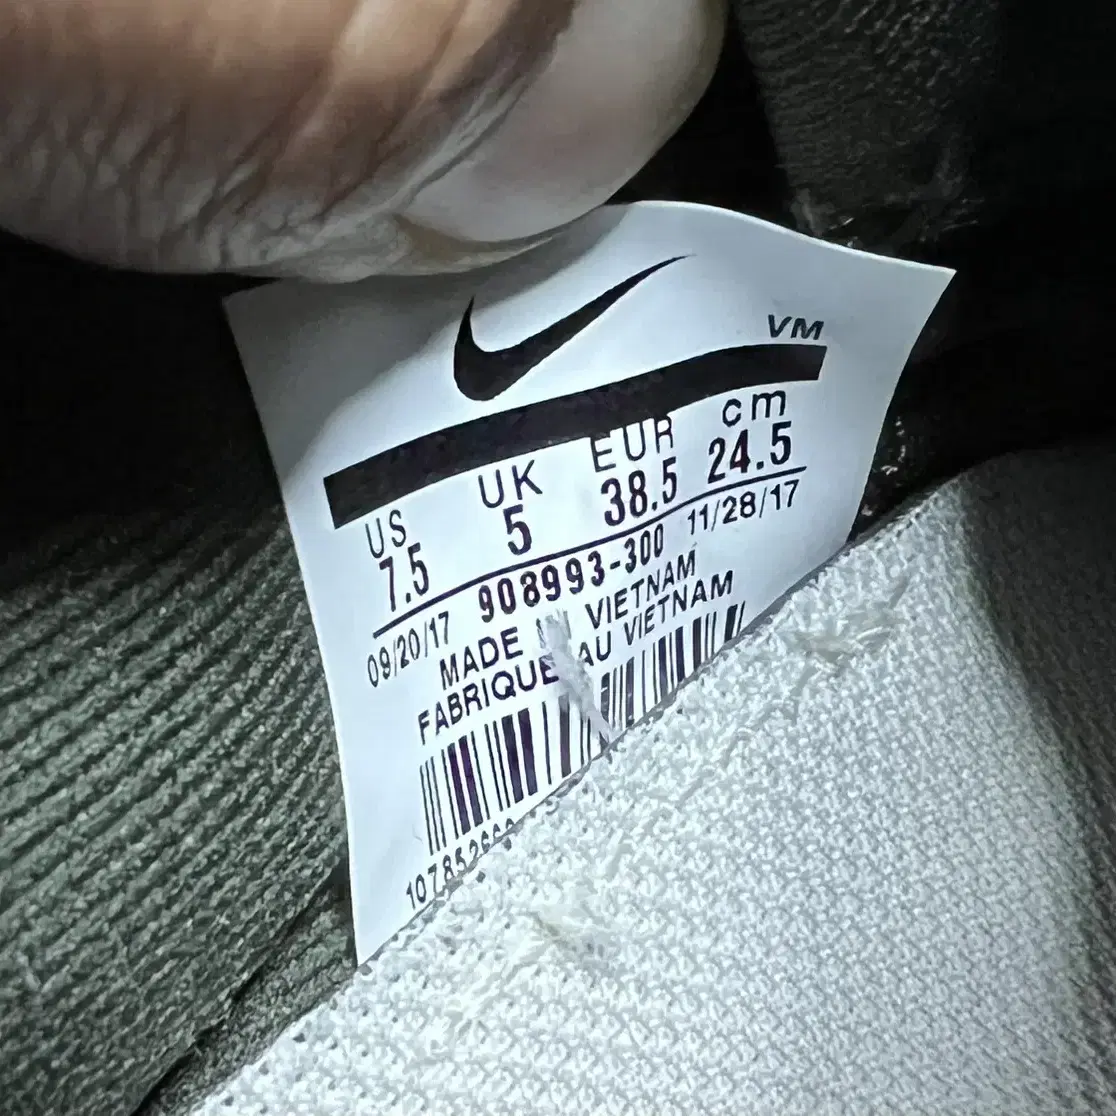 VM
US UK EUR cm
7.5 5 38.5 24.5
09/20/17 908993-300 11/28/17
MADE VIETNAM
FABRIQUE AU VIETNAM